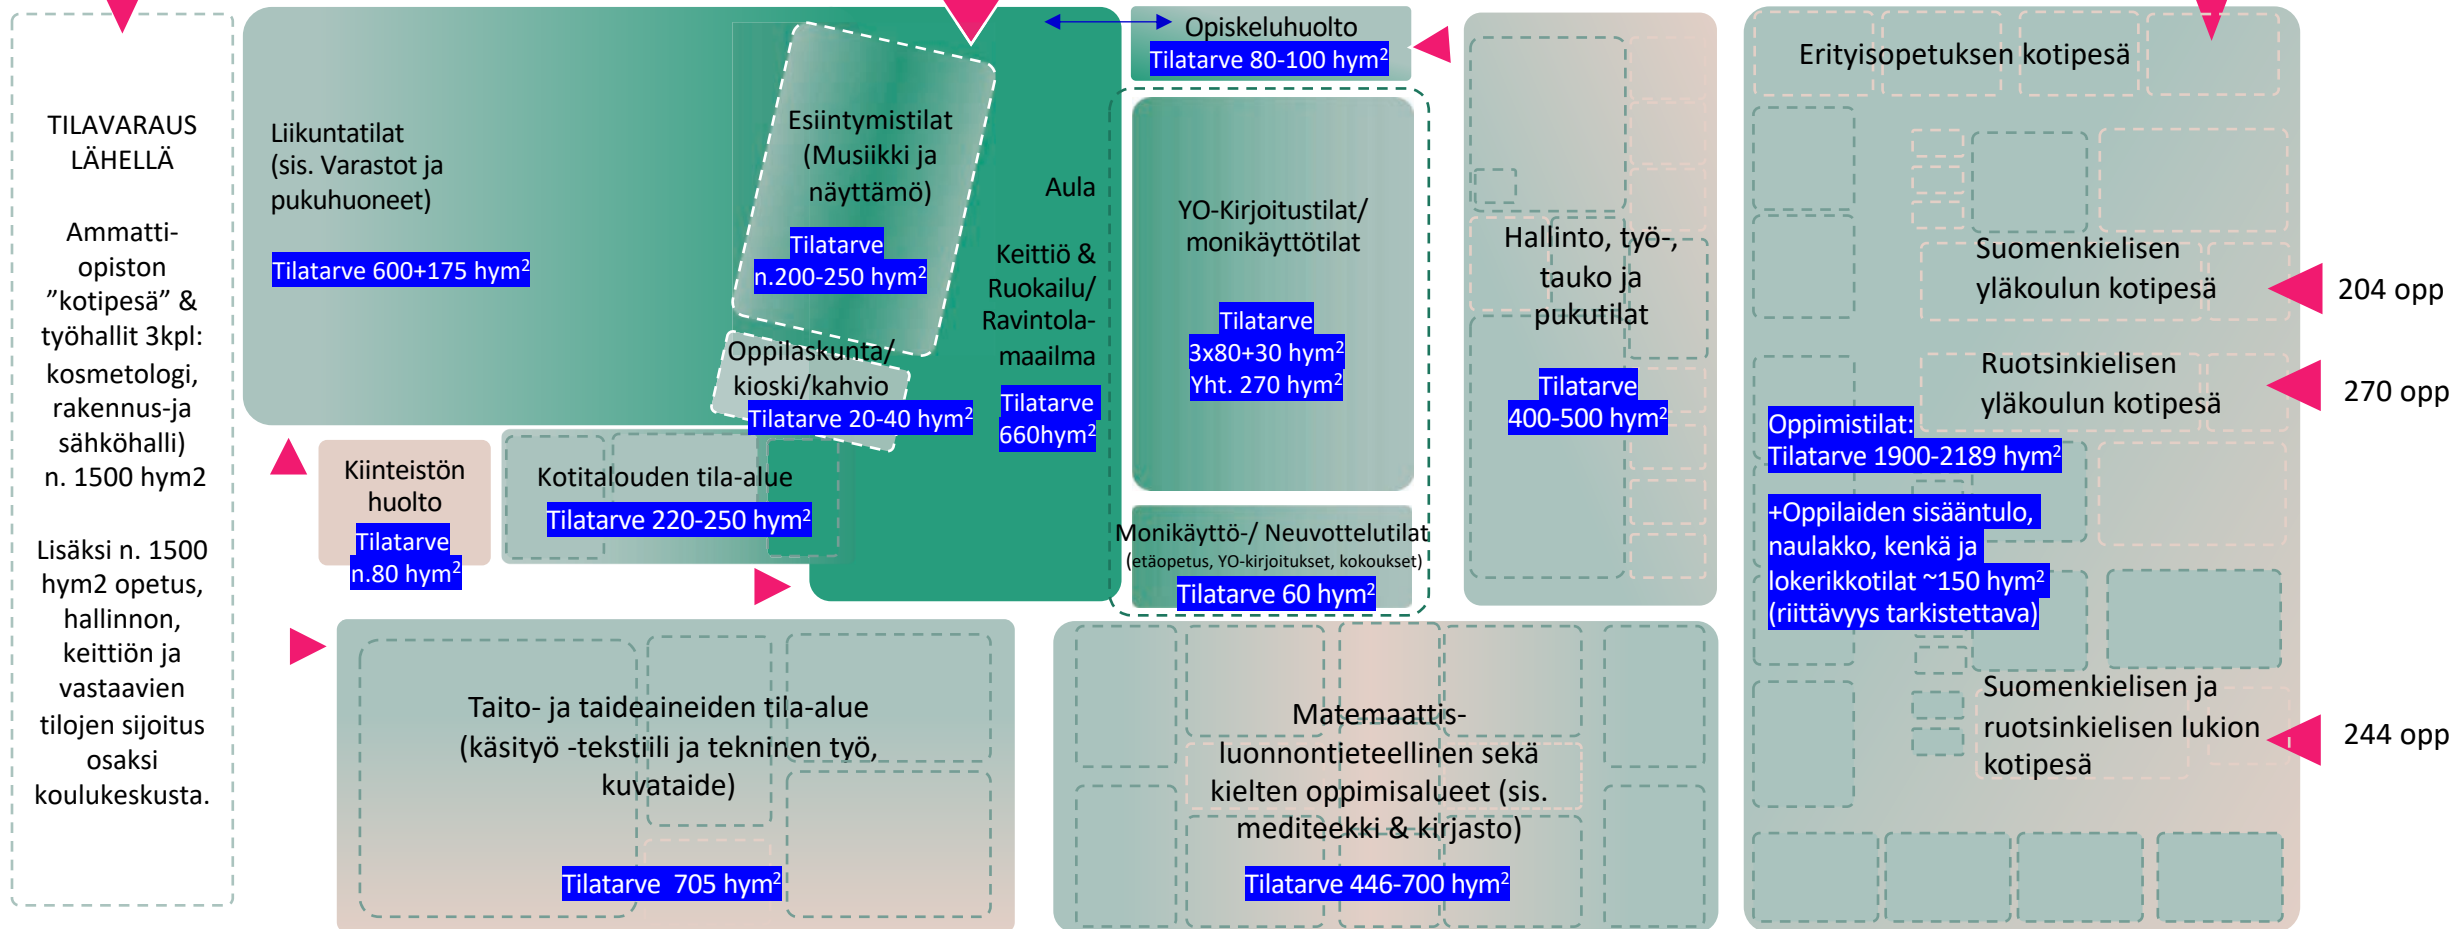 TILAVARAUS
LÄHELLÄ
Ammatti-
opiston
”kotipesä” &
työhallit 3kpl:
kosmetologi,
rakennus-ja
sähköhalli)
n. 1500 hym2
Lisäksi n. 1500
hym2 opetus,
hallinnon,
keittiön ja
vastaavien
tilojen sijoitus
osaksi
koulukeskusta.
Liikuntatilat
(sis. Varastot ja
pukuhuoneet)
Tilatarve 600+175 hym²
Esiintymistilat
(Musiikki ja
näyttämö)
Tilatarve
n.200-250 hym²
Oppilaskunta/
kioski/kahvio
Tilatarve 20-40 hym²
Aula
Keittiö &
Ruokailu/
Ravintola-
maailma
Tilatarve
660hym²
Kiinteistön
huolto
Tilatarve
n.80 hym²
Kotitalouden tila-alue
Tilatarve 220-250 hym²
Opiskeluhuolto
Tilatarve 80-100 hym²
YO-Kirjoitustilat/
monikäyttötilat
Tilatarve
3x80+30 hym²
Yht. 270 hym²
Monikäyttö-/ Neuvottelutilat
(etäopetus, YO-kirjoitukset, kokoukset)
Tilatarve 60 hym²
Hallinto, työ-,
tauko ja
pukutilat
Tilatarve
400-500 hym²
Taito- ja taideaineiden tila-alue
(käsityö -tekstiili ja tekninen työ,
kuvataide)
Tilatarve  705 hym²
Matemaattis-
luonnontieteellinen sekä
kielten oppimisalueet (sis.
mediteekki & kirjasto)
Tilatarve 446-700 hym²
Erityisopetuksen kotipesä
Suomenkielisen
yläkoulun kotipesä
204 opp
Ruotsinkielisen
yläkoulun kotipesä
270 opp
Oppimistilat:
Tilatarve 1900-2189 hym²
+Oppilaiden sisääntulo,
naulakko, kenkä ja
lokerikkotilat ~150 hym²
(riittävyys tarkistettava)
Suomenkielisen ja
ruotsinkielisen lukion
kotipesä
244 opp